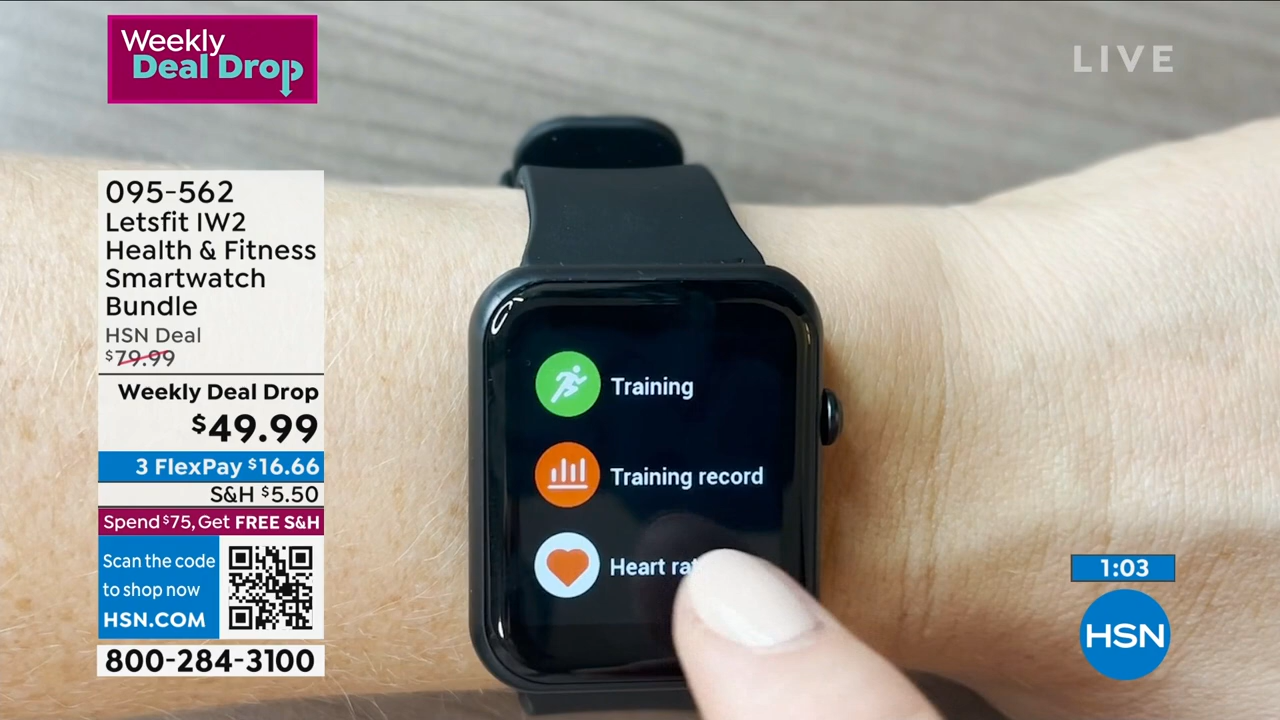 Weekly
Deal Drop
LIVE
095-562
Letsfit IW2
Health & Fitness
Smartwatch
Bundle
HSN Deal
$79.99
Weekly Deal Drop
$49.99
3 FlexPay $16.66
S&H $5.50
Spend $75, Get FREE S&H
Scan the code
to shop now
HSN.COM
800-284-3100
Training
Training record
Heart ra
1:03
HSN